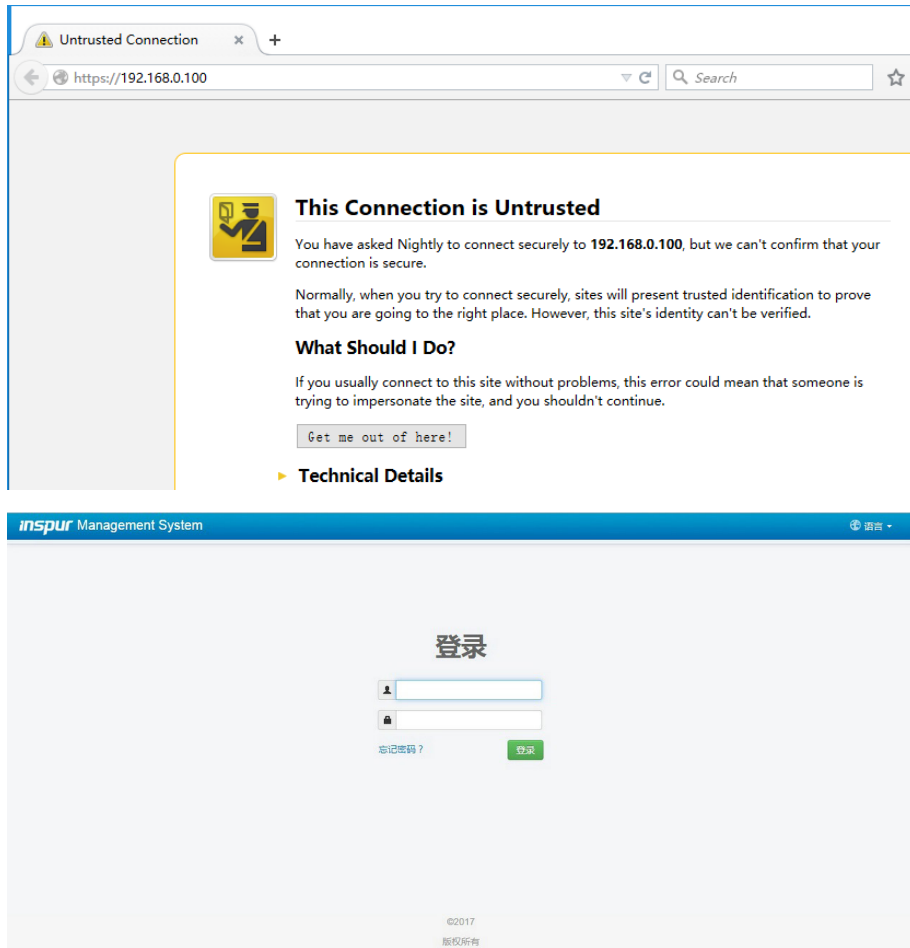 Untrusted Connection
https://192.168.0.100
Search
This Connection is Untrusted
You have asked Nightly to connect securely to 192.168.0.100, but we can't confirm that your
connection is secure.
Normally, when you try to connect securely, sites will present trusted identification to prove
that you are going to the right place. However, this site's identity can't be verified.
What Should I Do?
If you usually connect to this site without problems, this error could mean that someone is
trying to impersonate the site, and you shouldn't continue.
Get me out of here!
Technical Details
inspur Management System
语言
登录
忘记密码？
登录
©2017
版权所有